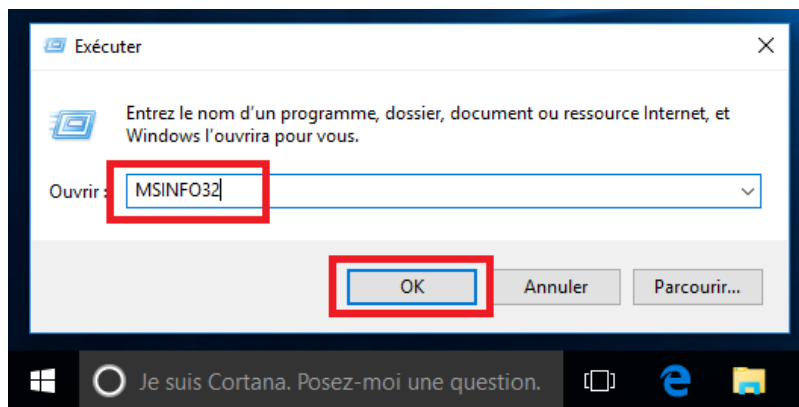 Exécuter
Entrez le nom d'un programme, dossier, document ou ressource Internet, et
Windows l'ouvrira pour vous.
Ouvrir : MSINFO32
OK Annuler Parcourir...
Je suis Cortana. Posez-moi une question.